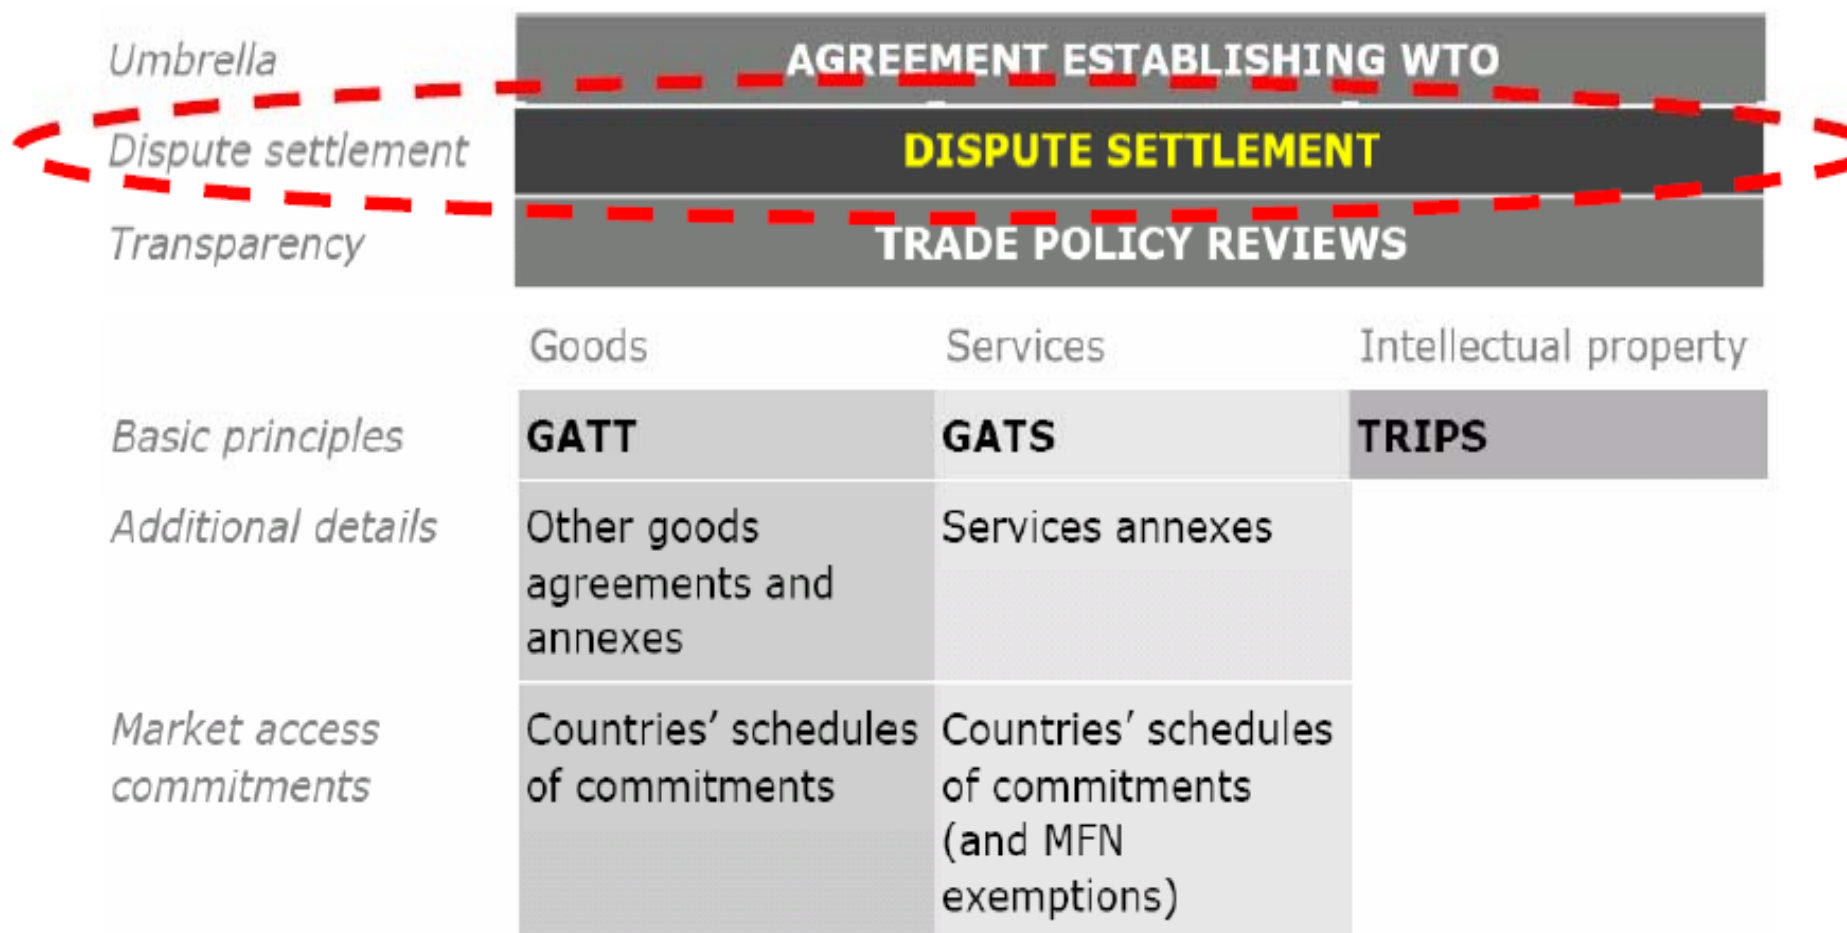 Umbrella AGREEMENT ESTABLISHING WTO
Dispute settlement DISPUTE SETTLEMENT
Transparency TRADE POLICY REVIEWS
Goods Services Intellectual property
Basic principles GATT GATS TRIPS
Additional details Other goods Services annexes
agreements and
annexes
Market access Countries’ schedules Countries’ schedules
commitments of commitments of commitments
(and MFN
exemptions)